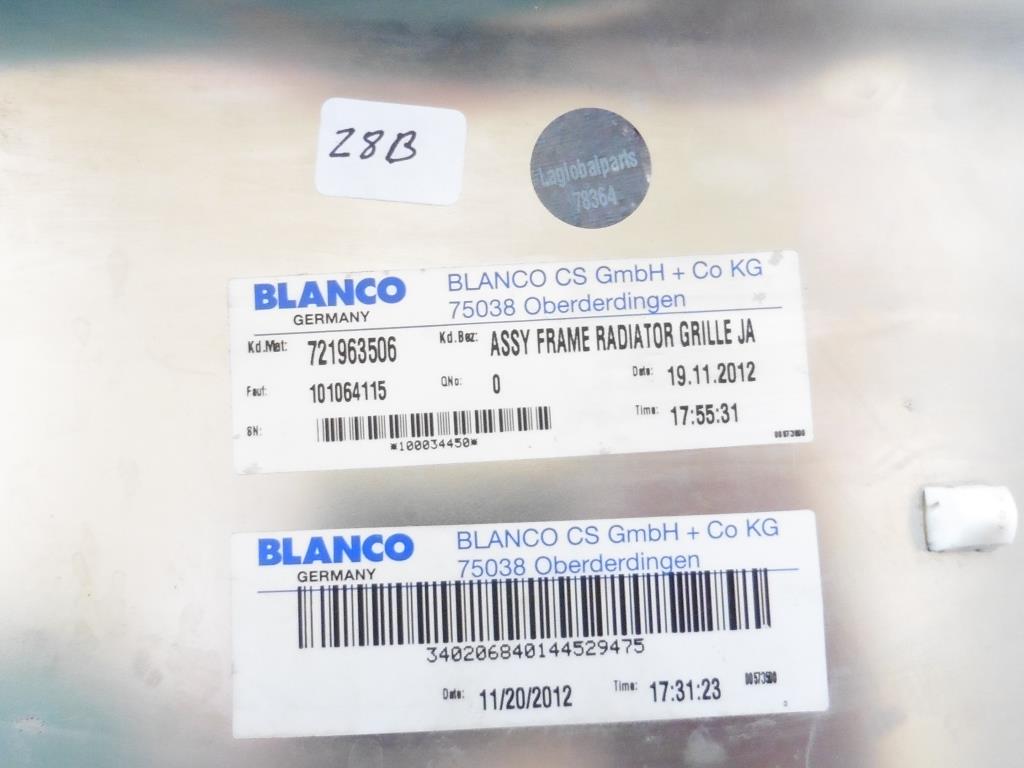 28B
Laglobalparts
78364
BLANCO
GERMANY
BLANCO CS GmbH + Co KG
75038 Oberderdingen
Kd.Mat: 721963506 Kd.Bez: ASSY FRAME RADIATOR GRILLE JA
Fauf: 101064115 QNo: 0 Date: 19.11.2012
Time: 17:55:31
SN:
*100034450*
BLANCO
GERMANY
BLANCO CS GmbH + Co KG
75038 Oberderdingen
340206840144529475
Date: 11/20/2012 Time: 17:31:23